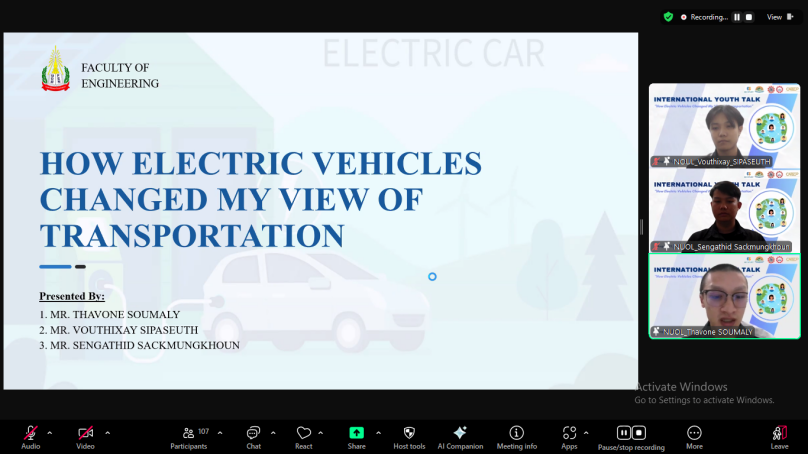 Recording...
View
ELECTRIC CAR
FACULTY OF
ENGINEERING
HOW ELECTRIC VEHICLES
CHANGED MY VIEW OF
TRANSPORTATION
Presented By:
1. MR. THAVONE SOUMALY
2. MR. VOUTHIXAY SIPASEUTH
3. MR. SENGATHID SACKMUNGKHOUN
INTERNATIONAL YOUTH TALK
NOUL_Vouthixay_SIPASEUTH
INTERNATIONAL YOUTH TALK
NUOL_Sengathid Sackmungkhoun
INTERNATIONAL YOUTH TALK
NUOL_Thavone SOUMALY
Activate Windows
Go to Settings to activate Windows.
Audio
Video
107
Participants
Chat
React
Share
Host tools
AI Companion
Meeting info
Apps
Pause/stop recording
More
Leave